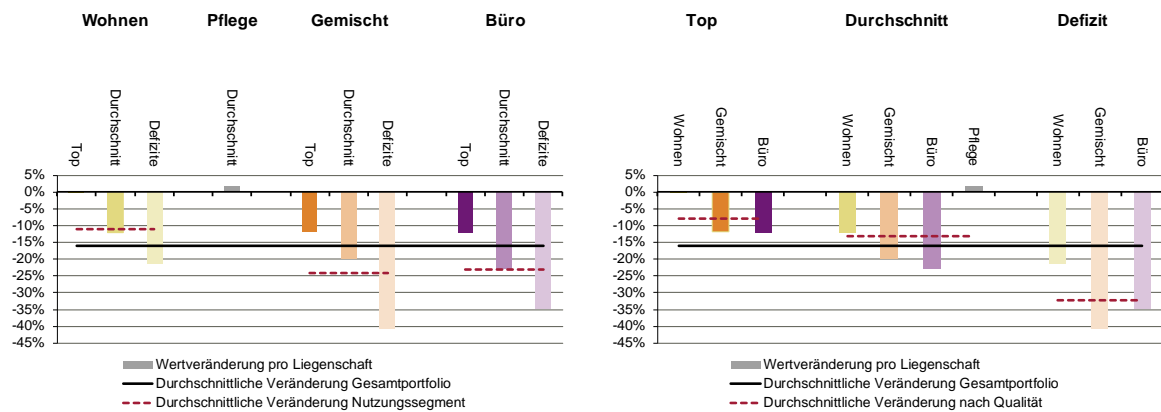 Wohnen Pflege Gemischt Büro
Top Durchschnitt Defizite Durchschnitt Top Durchschnitt Defizite Top Durchschnitt Defizite
5%
0%
-5%
-10%
-15%
-20%
-25%
-30%
-35%
-40%
-45%
Wertveränderung pro Liegenschaft
Durchschnittliche Veränderung Gesamtportfolio
Durchschnittliche Veränderung Nutzungssegment
Top Durchschnitt Defizit
Wohnen Gemischt Büro Wohnen Gemischt Büro Pflege Wohnen Gemischt Büro
5%
0%
-5%
-10%
-15%
-20%
-25%
-30%
-35%
-40%
-45%
Wertveränderung pro Liegenschaft
Durchschnittliche Veränderung Gesamtportfolio
Durchschnittliche Veränderung nach Qualität